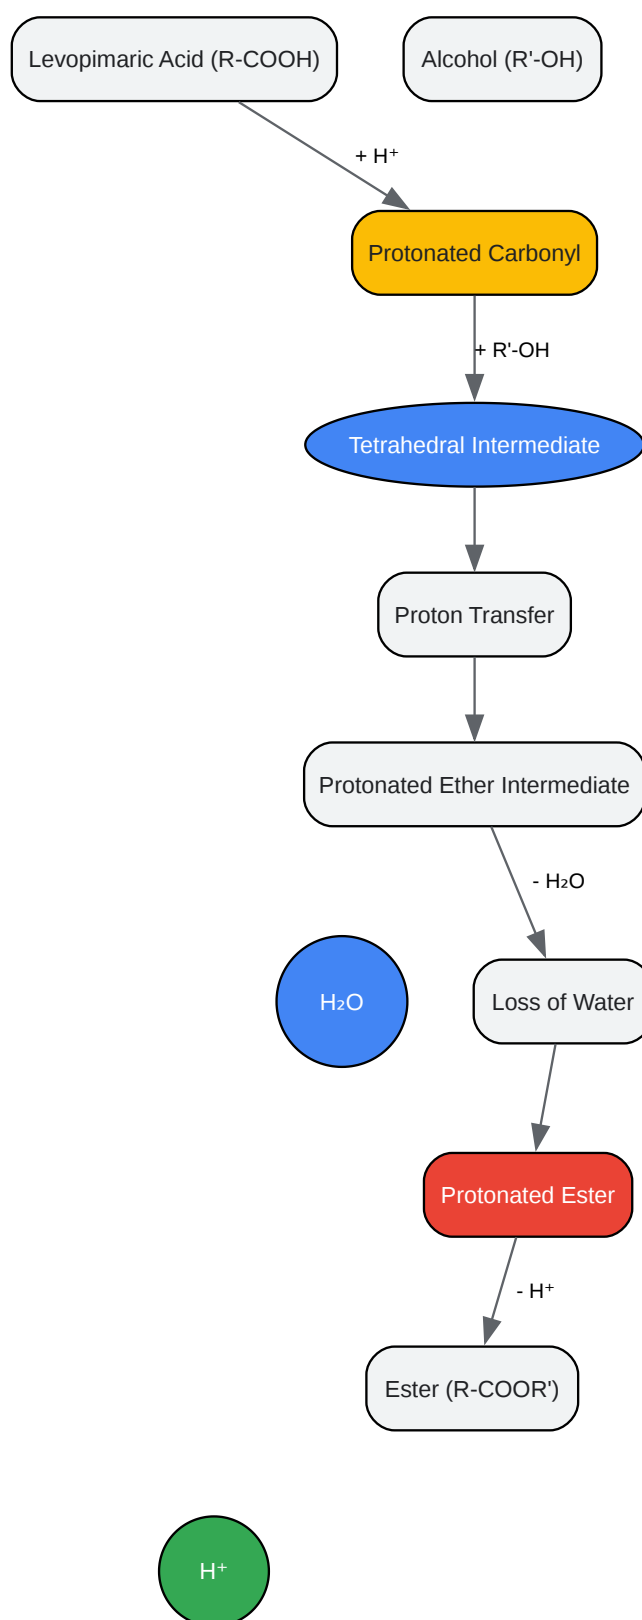 Levopimaric Acid (R-COOH)
Alcohol (R'-OH)
+ H⁺
Protonated Carbonyl
+ R'-OH
Tetrahedral Intermediate
Proton Transfer
Protonated Ether Intermediate
- H₂O
H₂O
Loss of Water
Protonated Ester
- H⁺
Ester (R-COOR')
H⁺